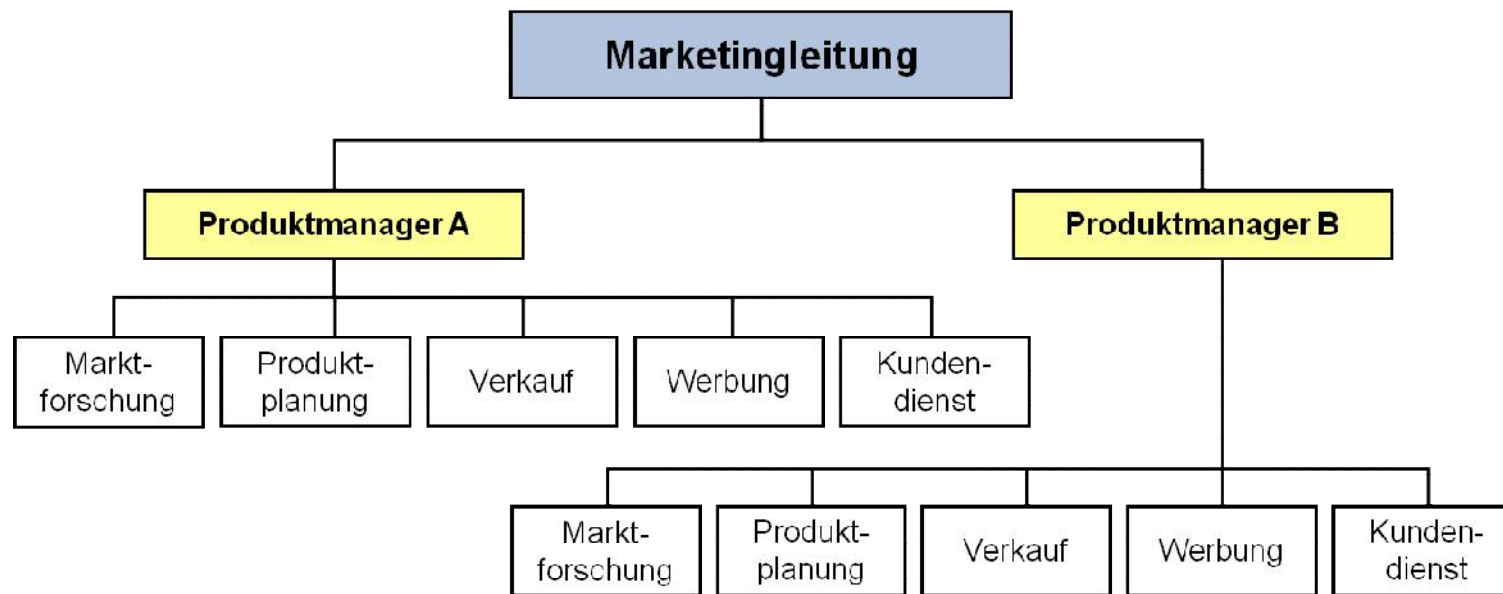 Marketingleitung
Produktmanager A
Produktmanager B
Markt-
forschung
Produkt-
planung
Verkauf
Werbung
Kunden-
dienst
Markt-
forschung
Produkt-
planung
Verkauf
Werbung
Kunden-
dienst